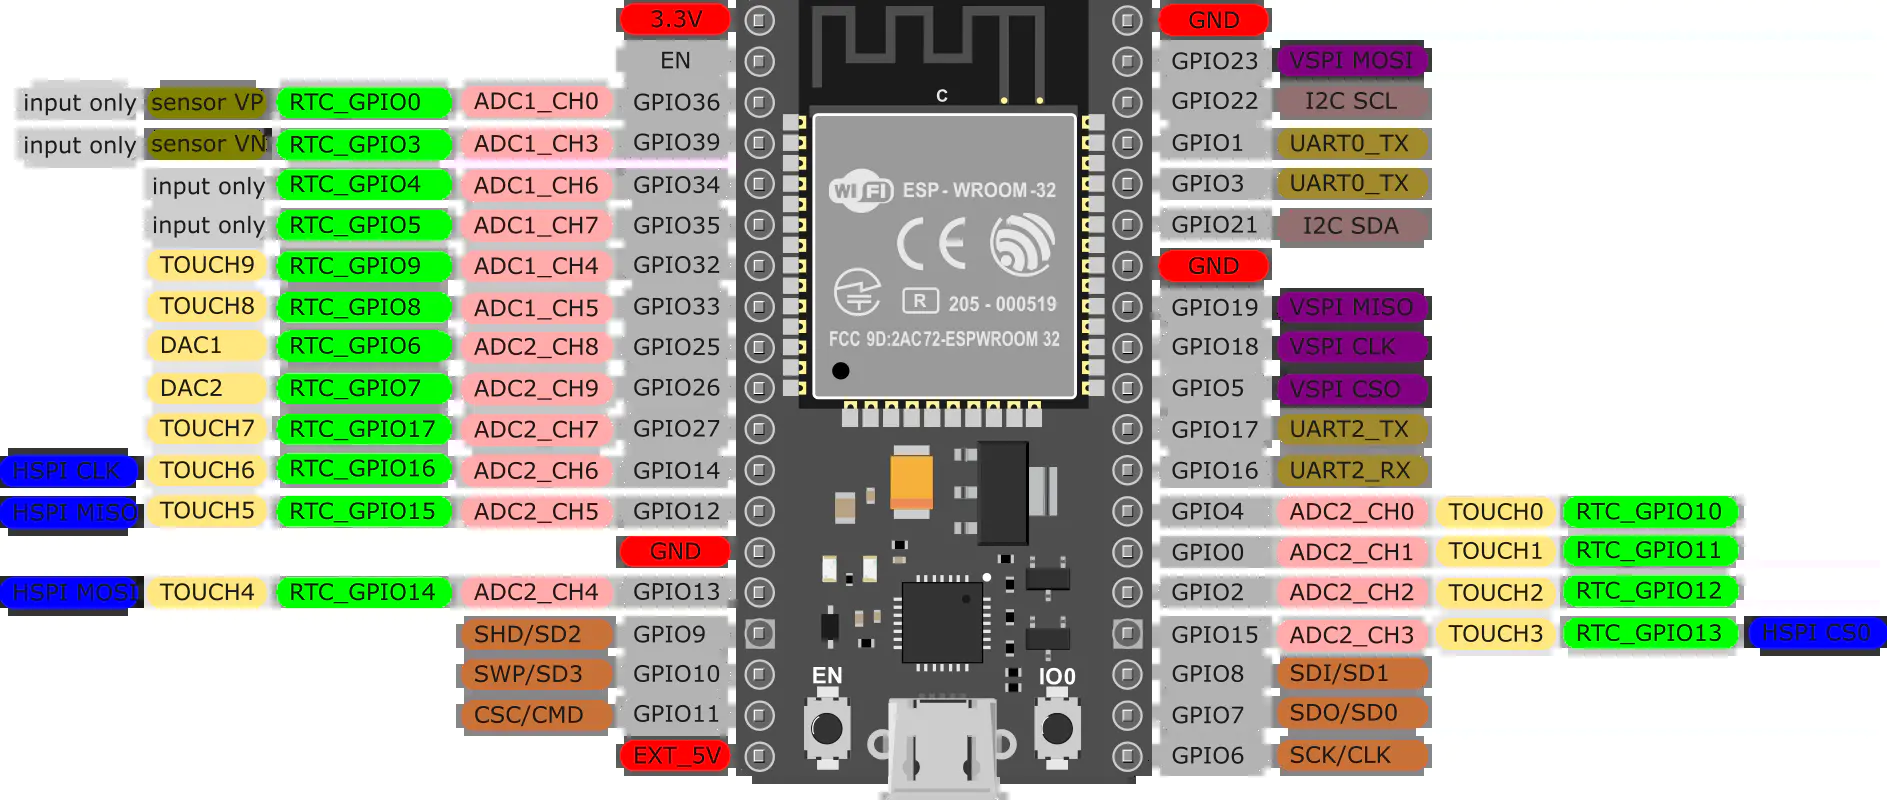 3.3V GND
EN GPIO23 VSPI MOSI
input only sensor VP RTC_GPIO0 ADC1_CH0 GPIO36 C GPIO22 I2C SCL
input only sensor VN RTC_GPIO3 ADC1_CH3 GPIO39 GPIO1 UART0_TX
input only RTC_GPIO4 ADC1_CH6 GPIO34 Wi Fi ESP-WROOM-32 GPIO3 UART0_TX
input only RTC_GPIO5 ADC1_CH7 GPIO35 CE GPIO21 I2C SDA
TOUCH9 RTC_GPIO9 ADC1_CH4 GPIO32 GND
TOUCH8 RTC_GPIO8 ADC1_CH5 GPIO33 R 205-000519 GPIO19 VSPI MISO
DAC1 RTC_GPIO6 ADC2_CH8 GPIO25 FCC 9D:2AC72-ESPWROOM 32 GPIO18 VSPI CLK
DAC2 RTC_GPIO7 ADC2_CH9 GPIO26 GPIO5 VSPI CSO
TOUCH7 RTC_GPIO17 ADC2_CH7 GPIO27 GPIO17 UART2_TX
HSPI CLK TOUCH6 RTC_GPIO16 ADC2_CH6 GPIO14 GPIO16 UART2_RX
HSPI MISO TOUCH5 RTC_GPIO15 ADC2_CH5 GPIO12 GPIO4 ADC2_CH0 TOUCH0 RTC_GPIO10
GND GPIO0 ADC2_CH1 TOUCH1 RTC_GPIO11
HSPI MOSI TOUCH4 RTC_GPIO14 ADC2_CH4 GPIO13 GPIO2 ADC2_CH2 TOUCH2 RTC_GPIO12
SHD/SD2 GPIO9 GPIO15 ADC2_CH3 TOUCH3 RTC_GPIO13 HSPI CS0
SWP/SD3 GPIO10 EN IO0 GPIO8 SDI/SD1
CSC/CMD GPIO11 GPIO7 SDO/SD0
EXT_5V GPIO6 SCK/CLK